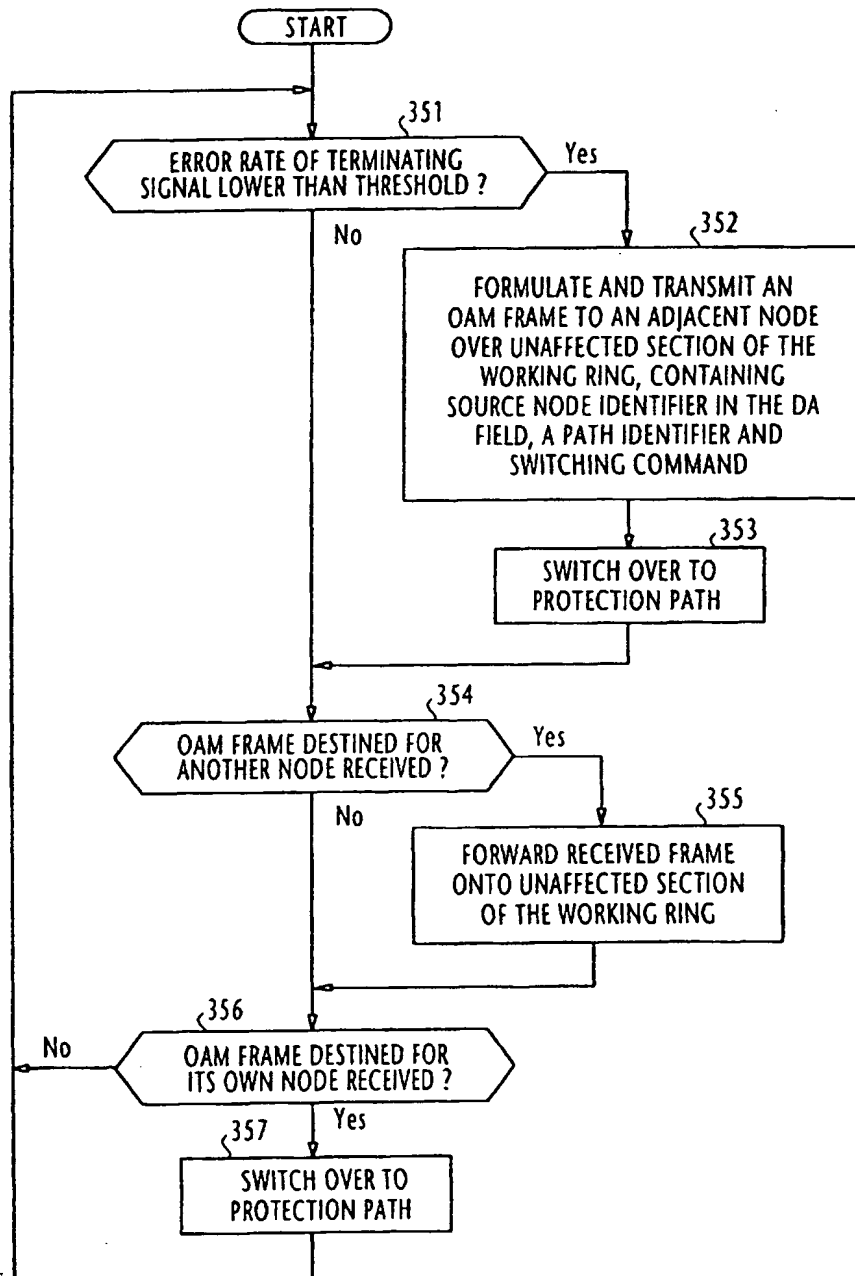 START
351
ERROR RATE OF TERMINATING
SIGNAL LOWER THAN THRESHOLD ?
Yes
No
352
FORMULATE AND TRANSMIT AN
OAM FRAME TO AN ADJACENT NODE
OVER UNAFFECTED SECTION OF THE
WORKING RING, CONTAINING
SOURCE NODE IDENTIFIER IN THE DA
FIELD, A PATH IDENTIFIER AND
SWITCHING COMMAND
353
SWITCH OVER TO
PROTECTION PATH
354
OAM FRAME DESTINED FOR
ANOTHER NODE RECEIVED ?
Yes
No
355
FORWARD RECEIVED FRAME
ONTO UNAFFECTED SECTION
OF THE WORKING RING
356
No
OAM FRAME DESTINED FOR
ITS OWN NODE RECEIVED ?
Yes
357
SWITCH OVER TO
PROTECTION PATH